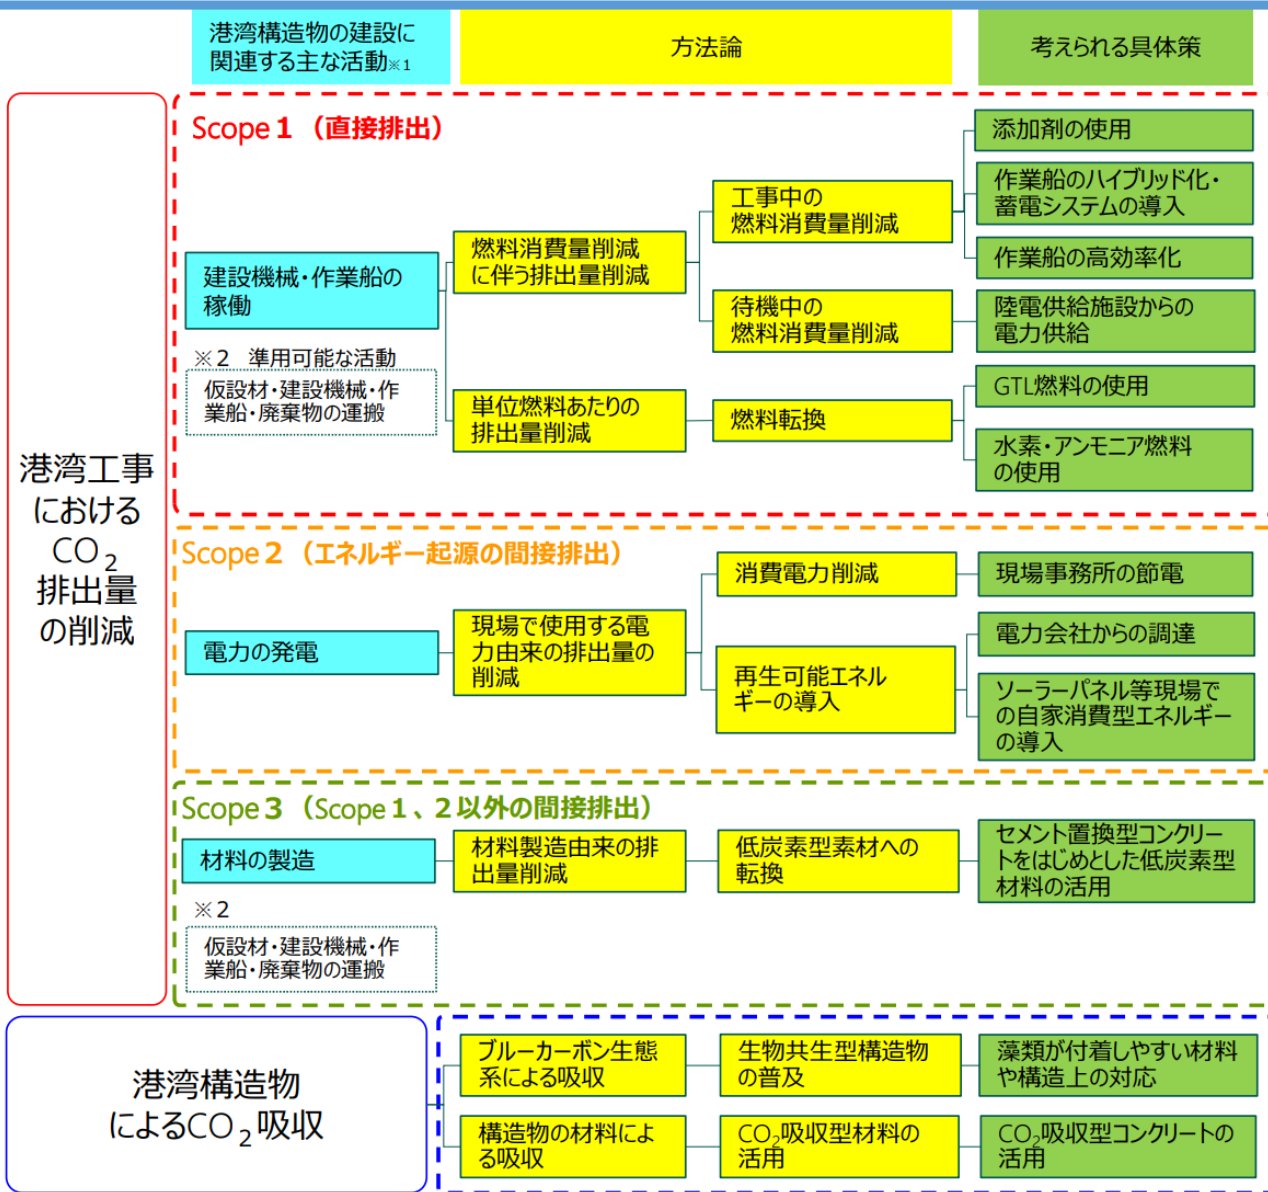 港湾構造物の建設に
関連する主な活動※1
方法論
考えられる具体策
港湾工事
における
CO2
排出量
の削減
Scope1（直接排出）
建設機械・作業船の
稼働
※2　準用可能な活動
仮設材・建設機械・作
業船・廃棄物の運搬
燃料消費量削減
に伴う排出量削減
単位燃料あたりの
排出量削減
工事中の
燃料消費量削減
待機中の
燃料消費量削減
燃料転換
添加剤の使用
作業船のハイブリッド化・
蓄電システムの導入
作業船の高効率化
陸電供給施設からの
電力供給
GTL燃料の使用
水素・アンモニア燃料
の使用
Scope2（エネルギー起源の間接排出）
電力の発電
現場で使用する電
力由来の排出量の
削減
消費電力削減
再生可能エネル
ギーの導入
現場事務所の節電
電力会社からの調達
ソーラーパネル等現場で
の自家消費型エネルギー
の導入
Scope3（Scope1、2以外の間接排出）
材料の製造
※2
仮設材・建設機械・作
業船・廃棄物の運搬
材料製造由来の排
出量削減
低炭素型素材への
転換
セメント置換型コンクリー
トをはじめとした低炭素型
材料の活用
港湾構造物
によるCO2吸収
ブルーカーボン生態
系による吸収
生物共生型構造物
の普及
藻類が付着しやすい材料
や構造上の対応
構造物の材料によ
る吸収
CO2吸収型材料の
活用
CO2吸収型コンクリートの
活用